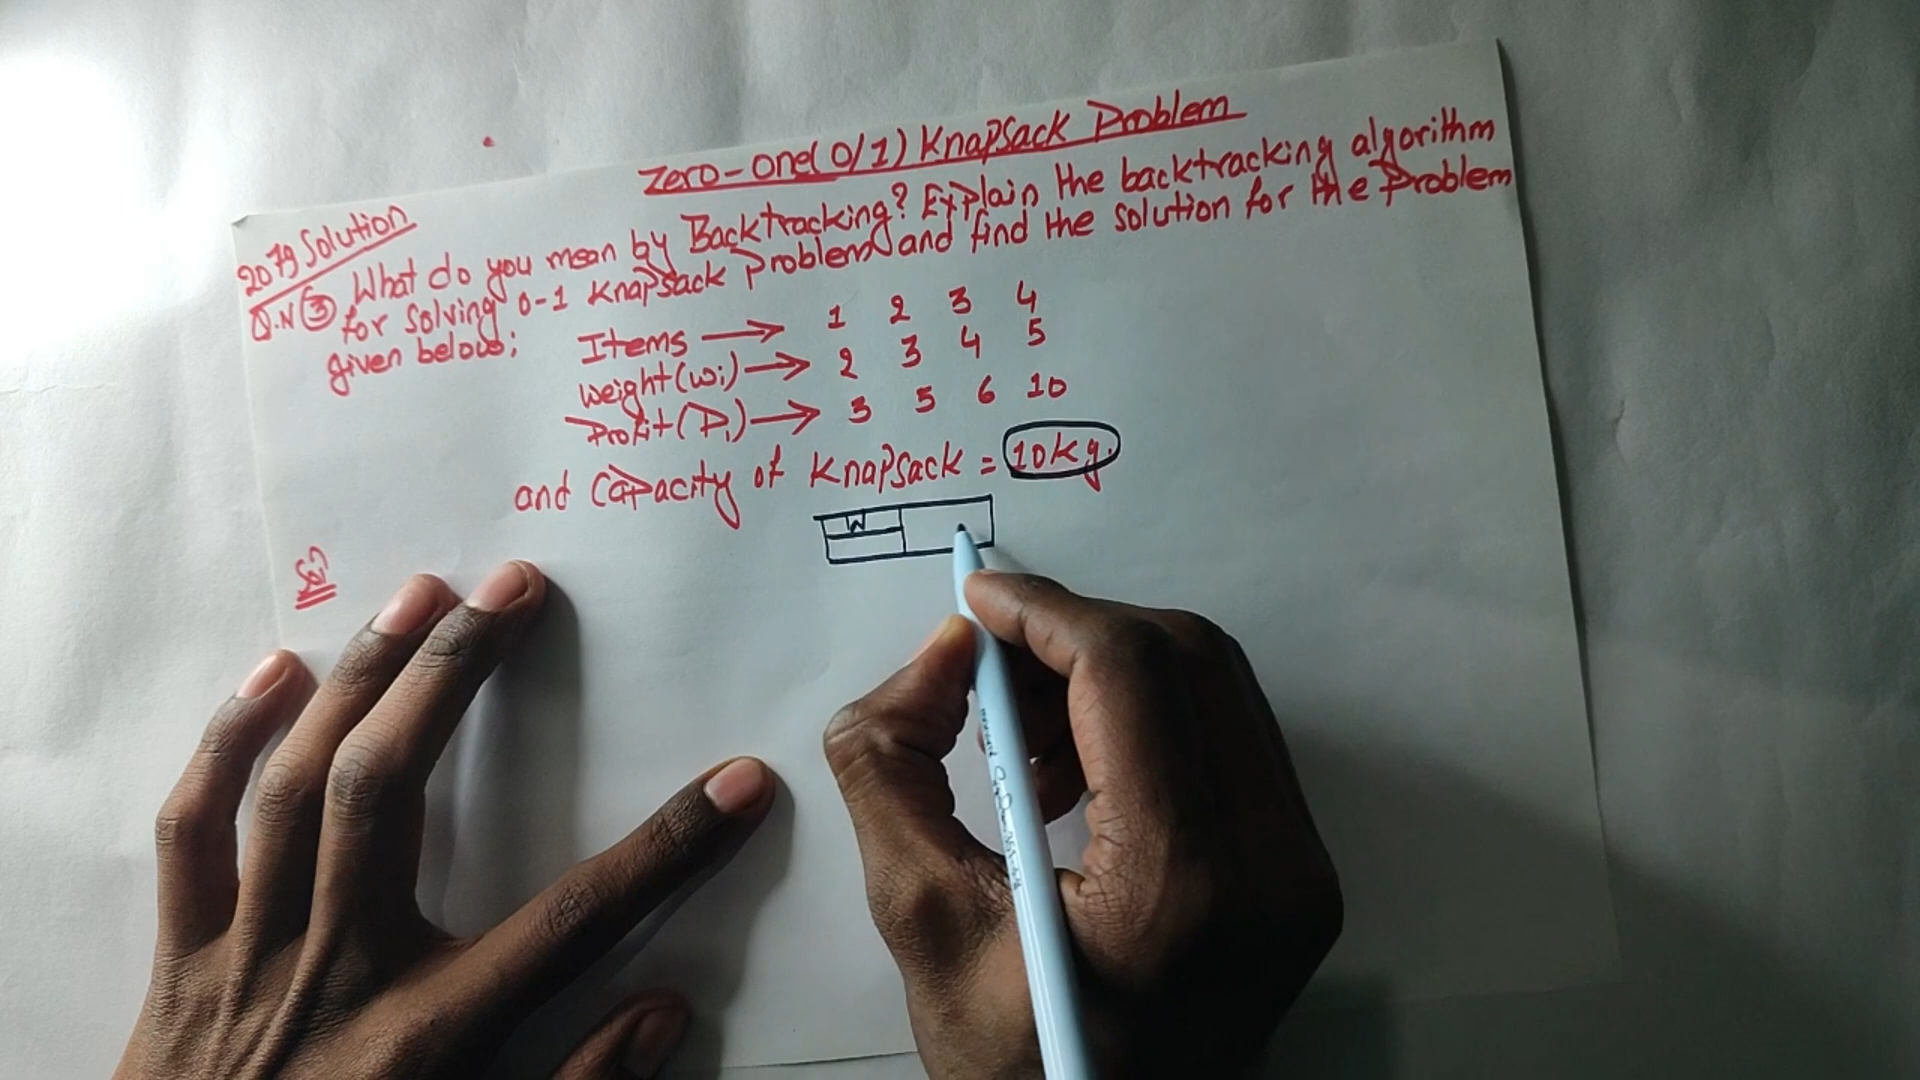 Zero-One(0/1) Knapsack Problem
2079 Solution
Q.N ③ What do you mean by Backtracking? Explain the backtracking algorithm
for solving 0-1 Knapsack Problem and find the solution for the Problem
given below;
Items → 1 2 3 4
Weight(wi) → 2 3 4 5
Profit(Pi) → 3 5 6 10
and Capacity of Knapsack = 10kg.
W
Sol